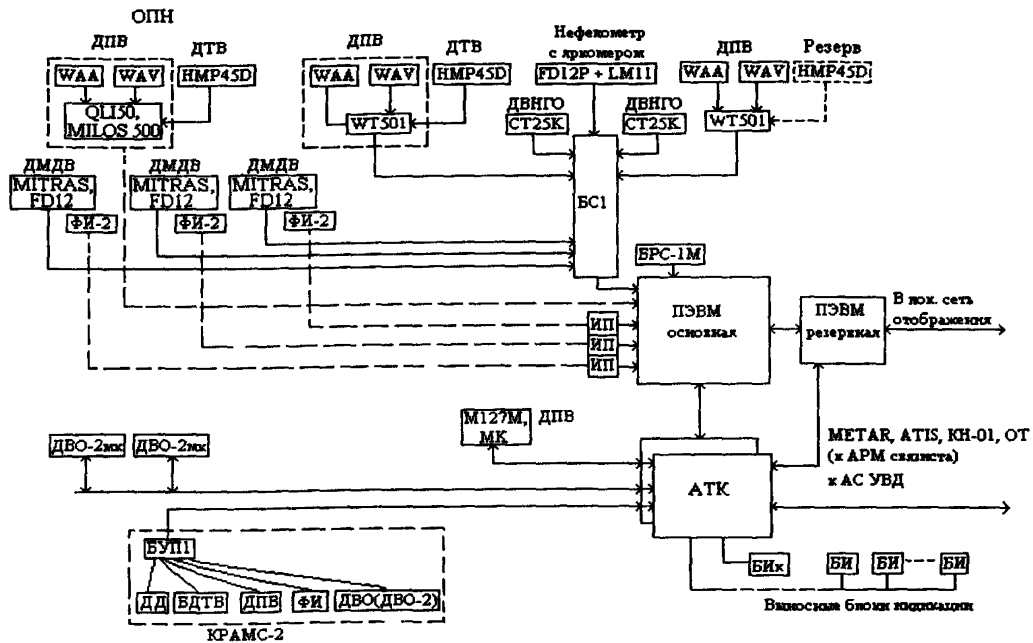 ОПН
ДПВ
ДТВ
WAA
WAV
HMP45D
QLI50,
MILOS 500
ДПВ
ДТВ
WAA
WAV
HMP45D
WT501
Нефекометр
с яркомером
FD12P + LM11
ДВНГО
CT25K
ДВНГО
CT25K
БС1
ДПВ
Резерв
WAA
WAV
HMP45D
WT501
ДМДВ
MITRAS,
FD12
ФИ-2
ДМДВ
MITRAS,
FD12
ФИ-2
ДМДВ
MITRAS,
FD12
ФИ-2
БРС-1М
ПЭВМ
основная
ПЭВМ
резервная
В лок. сеть
отображения
ИП
ИП
ИП
М127М,
МК
ДПВ
ДВО-2мк
ДВО-2мк
АТК
METAR, ATIS, КН-01, ОТ
(к АРМ связиста)
к АС УВД
БУП1
ДД
БДТВ
ДПВ
ФИ
ДВО(ДВО-2)
КРАМС-2
БИк
БИ
БИ
БИ
Выносные блоки индикации